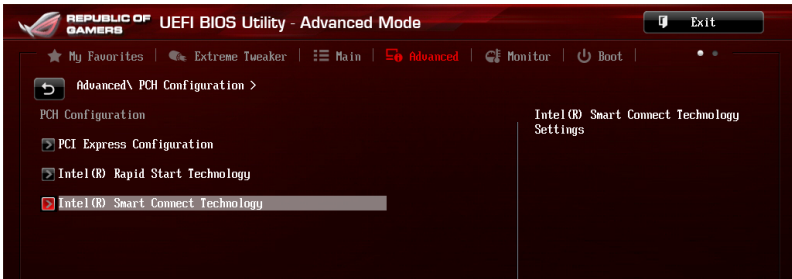 REPUBLIC OF GAMERS UEFI BIOS Utility - Advanced Mode Exit
My Favorites Extreme Tweaker Main Advanced Monitor Boot
Advanced\ PCH Configuration >
PCH Configuration
PCI Express Configuration
Intel(R) Rapid Start Technology
Intel(R) Smart Connect Technology
Intel(R) Smart Connect Technology
Settings